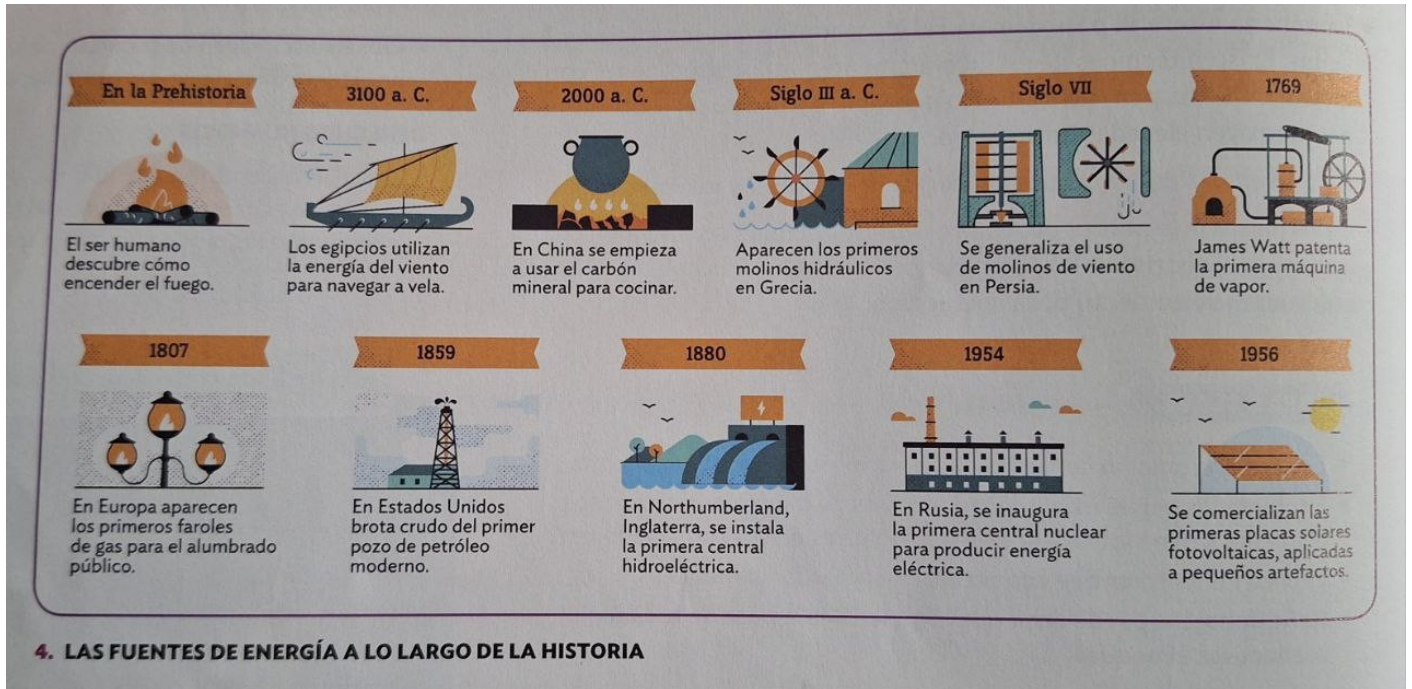 En la Prehistoria
El ser humano
descubre cómo
encender el fuego.
3100 a. C.
Los egipcios utilizan
la energía del viento
para navegar a vela.
2000 a. C.
En China se empieza
a usar el carbón
mineral para cocinar.
Siglo III a. C.
Aparecen los primeros
molinos hidráulicos
en Grecia.
Siglo VII
Se generaliza el uso
de molinos de viento
en Persia.
1769
James Watt patenta
la primera máquina
de vapor.
1807
En Europa aparecen
los primeros faroles
de gas para el alumbrado
público.
1859
En Estados Unidos
brota crudo del primer
pozo de petróleo
moderno.
1880
En Northumberland,
Inglaterra, se instala
la primera central
hidroeléctrica.
1954
En Rusia, se inaugura
la primera central nuclear
para producir energía
eléctrica.
1956
Se comercializan las
primeras placas solares
fotovoltaicas, aplicadas
a pequeños artefactos.
4. LAS FUENTES DE ENERGÍA A LO LARGO DE LA HISTORIA